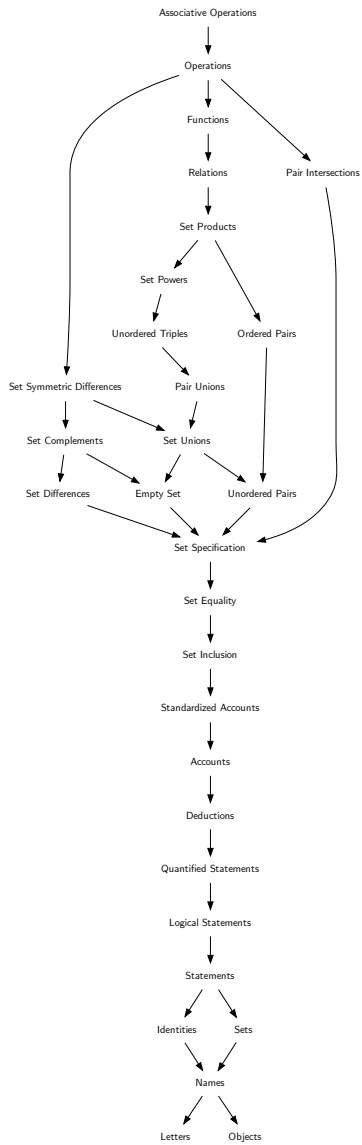 Associative Operations
Operations
Functions
Relations
Pair Intersections
Set Products
Set Powers
Unordered Triples
Ordered Pairs
Set Symmetric Differences
Pair Unions
Set Complements
Set Unions
Set Differences
Empty Set
Unordered Pairs
Set Specification
Set Equality
Set Inclusion
Standardized Accounts
Accounts
Deductions
Quantified Statements
Logical Statements
Statements
Identities
Sets
Names
Letters
Objects